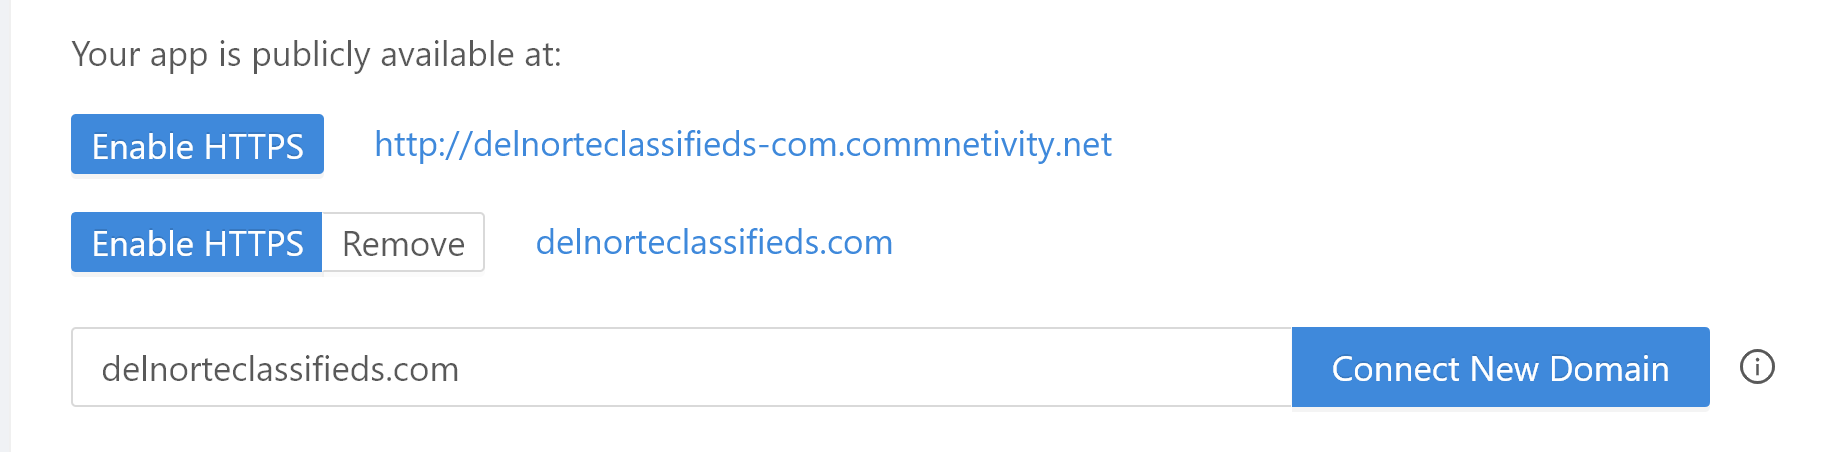 Your app is publicly available at:
Enable HTTPS http://delnorteclassifieds-com.commnetivity.net
Enable HTTPS Remove delnorteclassifieds.com
delnorteclassifieds.com Connect New Domain